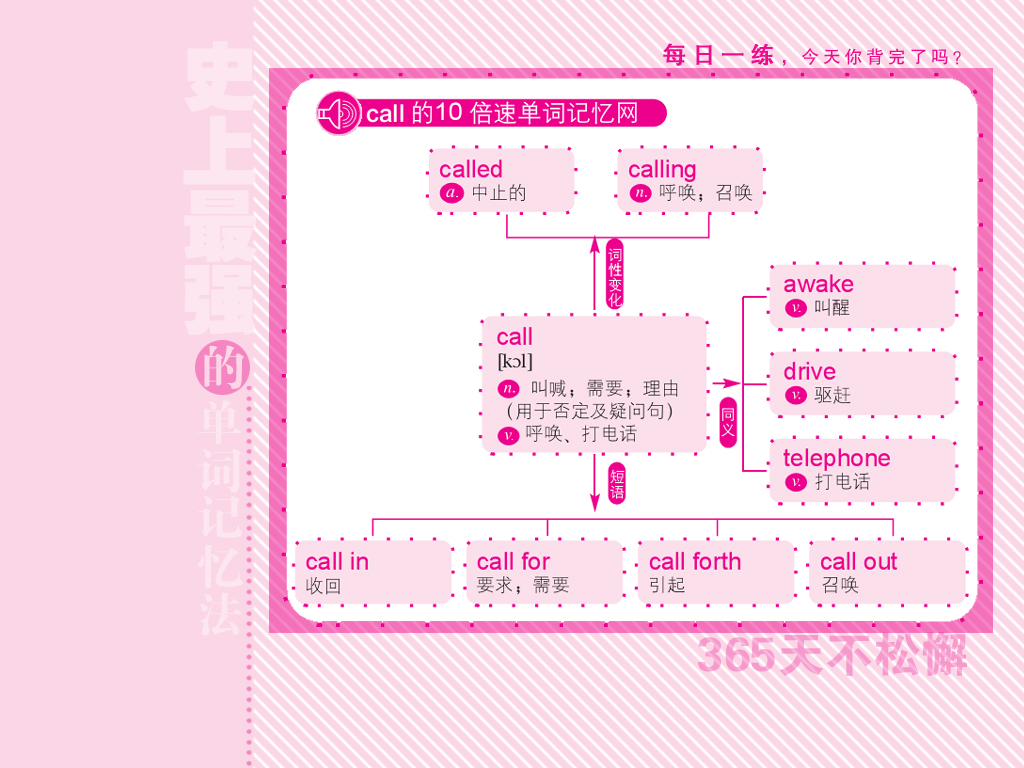 每日一练，今天你背完了吗?
史上最强的单词记忆法
call 的10 倍速单词记忆网
called
a. 中止的
calling
n. 呼唤；召唤
词性变化
call
[kɔl]
n. 叫喊；需要；理由
（用于否定及疑问句）
v. 呼唤、打电话
同义
awake
v. 叫醒
drive
v. 驱赶
telephone
v. 打电话
短语
call in
收回
call for
要求；需要
call forth
引起
call out
召唤
365天不松懈